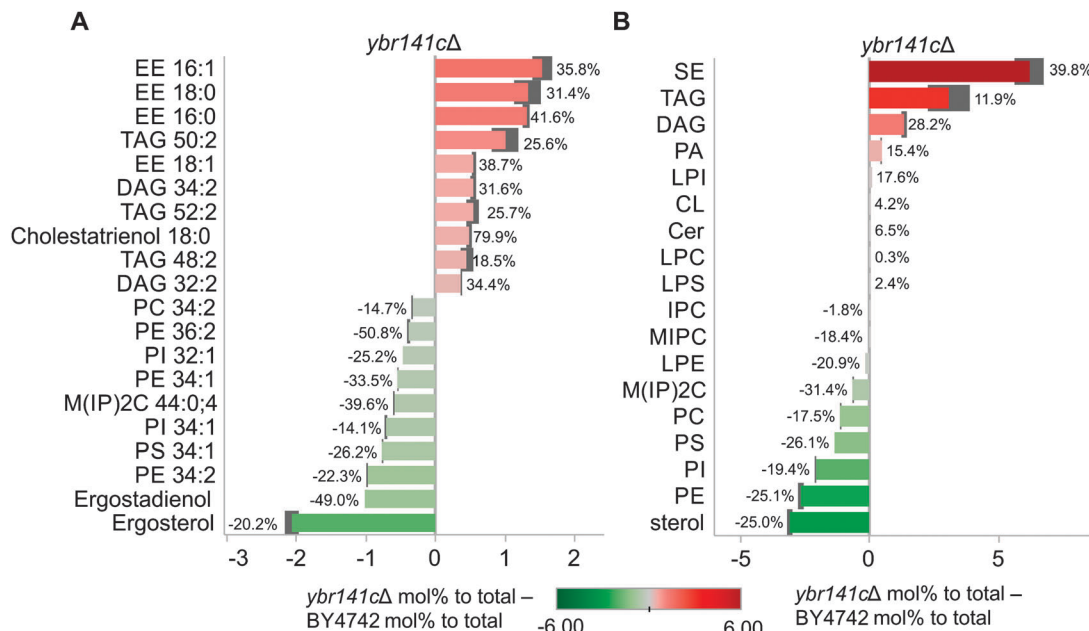 A
ybr141cΔ
EE 16:1 35.8%
EE 18:0 31.4%
EE 16:0 41.6%
TAG 50:2 25.6%
EE 18:1 38.7%
DAG 34:2 31.6%
TAG 52:2 25.7%
Cholestatrienol 18:0 79.9%
TAG 48:2 18.5%
DAG 32:2 34.4%
PC 34:2 -14.7%
PE 36:2 -50.8%
PI 32:1 -25.2%
PE 34:1 -33.5%
M(IP)2C 44:0;4 -39.6%
PI 34:1 -14.1%
PS 34:1 -26.2%
PE 34:2 -22.3%
Ergostadienol -49.0%
Ergosterol -20.2%
-3 -2 -1 0 1 2
ybr141cΔ mol% to total –
BY4742 mol% to total
B
ybr141cΔ
SE 39.8%
TAG 11.9%
DAG 28.2%
PA 15.4%
LPI 17.6%
CL 4.2%
Cer 6.5%
LPC 0.3%
LPS 2.4%
IPC -1.8%
MIPC -18.4%
LPE -20.9%
M(IP)2C -31.4%
PC -17.5%
PS -26.1%
PI -19.4%
PE -25.1%
sterol -25.0%
-5 0 5
ybr141cΔ mol% to total –
BY4742 mol% to total
-6.00 6.00